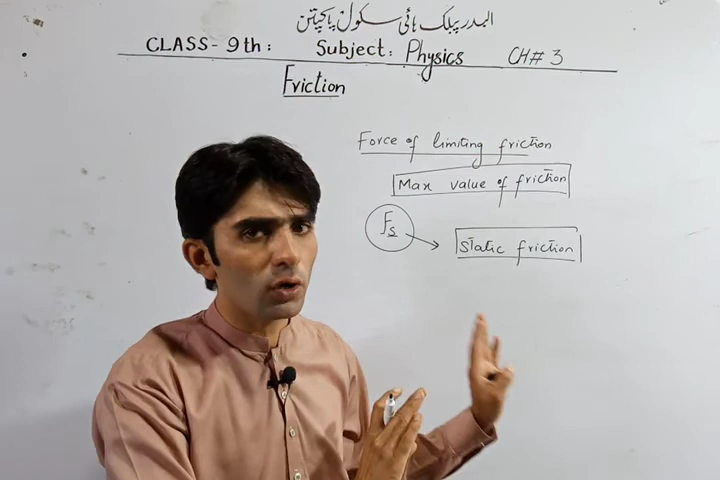 البدر پبلک ہائی سکول پاکپتن
CLASS- 9th: Subject: Physics CH# 3
Friction
Force of limiting friction
Max value of friction
Fs
Static friction